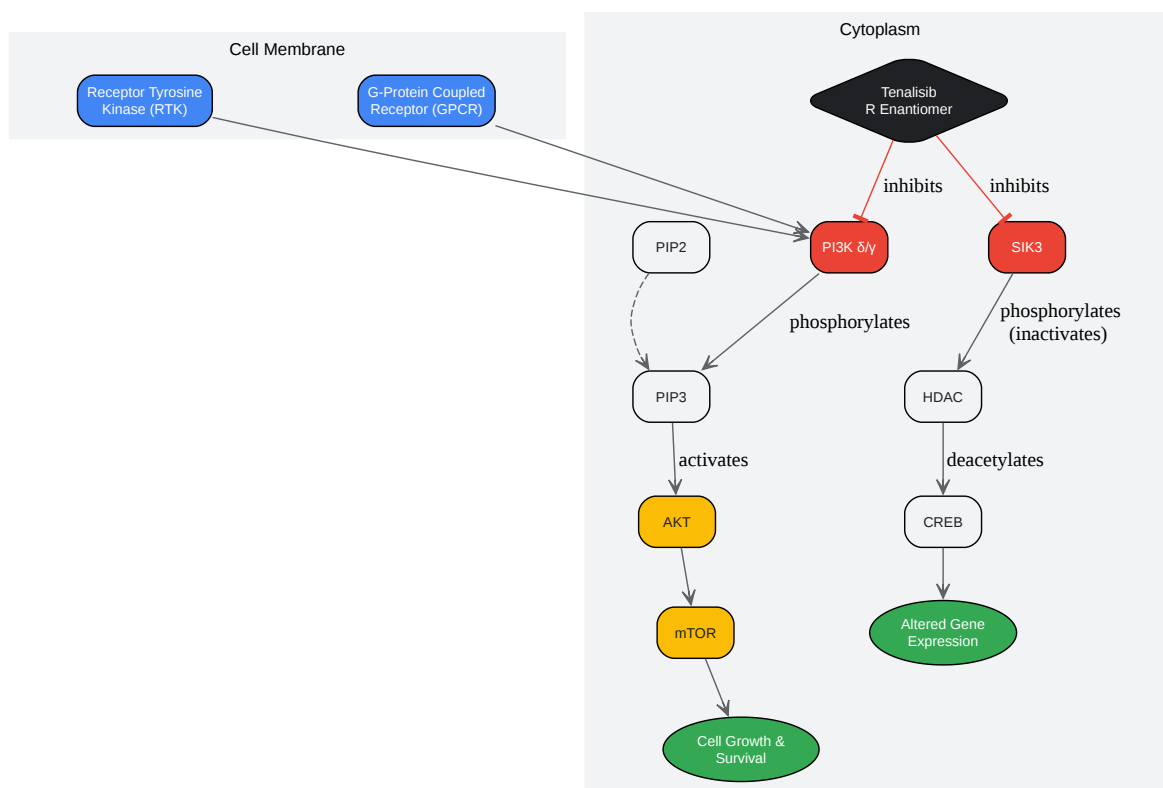 Cell Membrane
Receptor Tyrosine
Kinase (RTK)
G-Protein Coupled
Receptor (GPCR)
Cytoplasm
Tenalisib
R Enantiomer
inhibits
inhibits
PIP2
PI3K δ/γ
SIK3
phosphorylates
phosphorylates
(inactivates)
PIP3
HDAC
activates
deacetylates
AKT
CREB
mTOR
Altered Gene
Expression
Cell Growth &
Survival